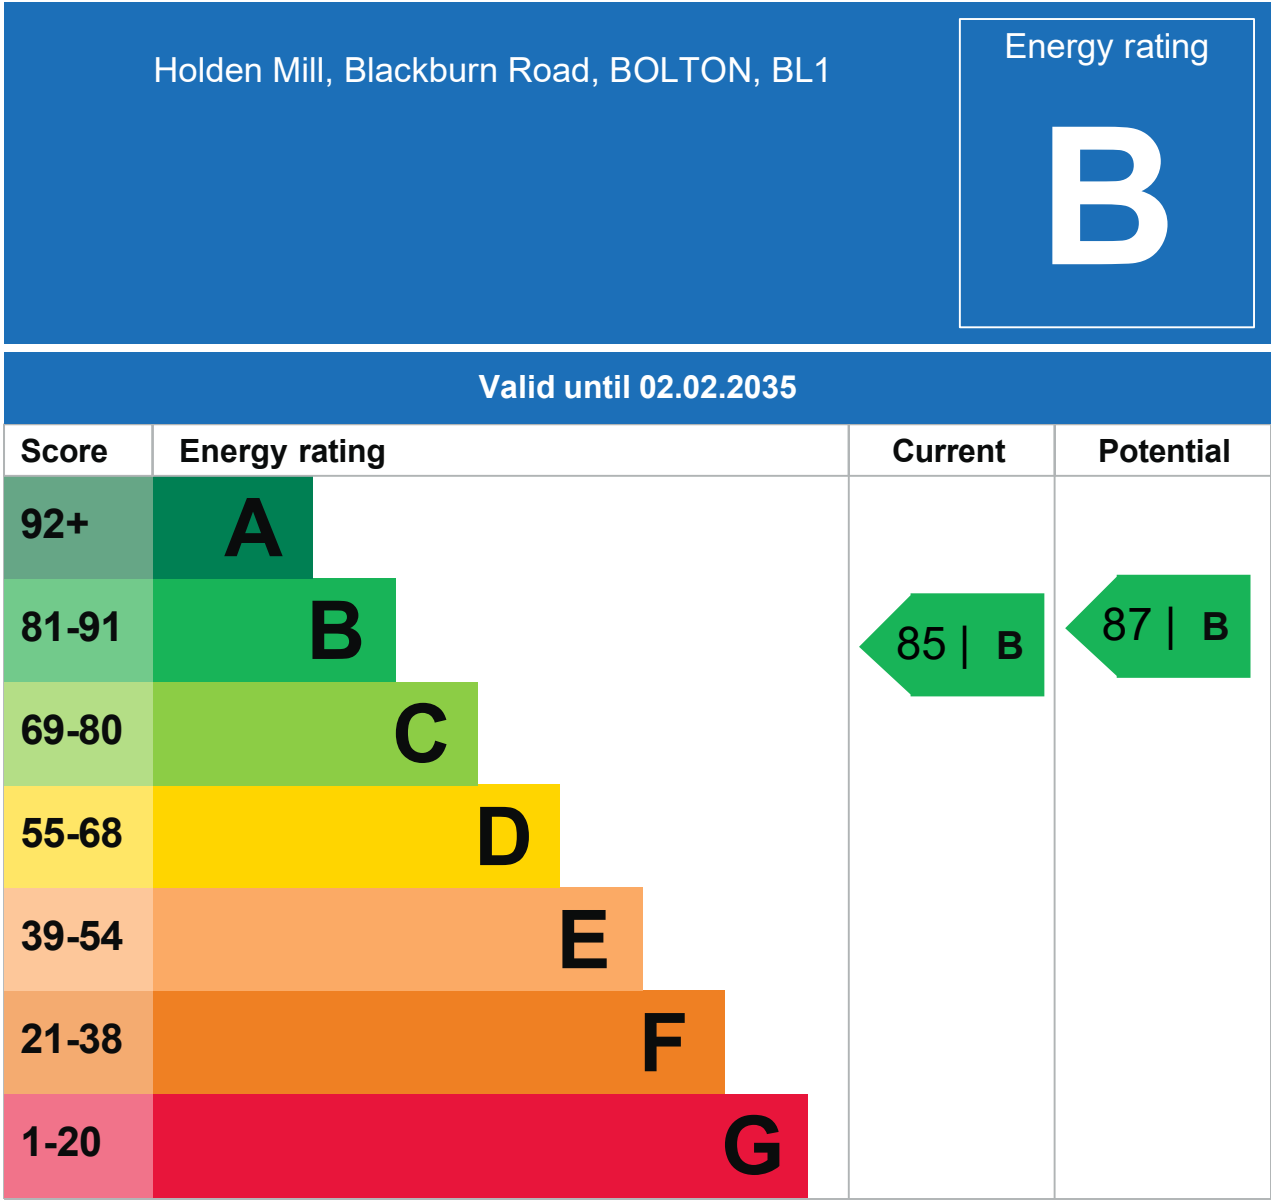 Holden Mill, Blackburn Road, BOLTON, BL1
Energy rating
B
Valid until 02.02.2035
Score Energy rating Current Potential
92+ A
81-91 B 85 | B 87 | B
69-80 C
55-68 D
39-54 E
21-38 F
1-20 G